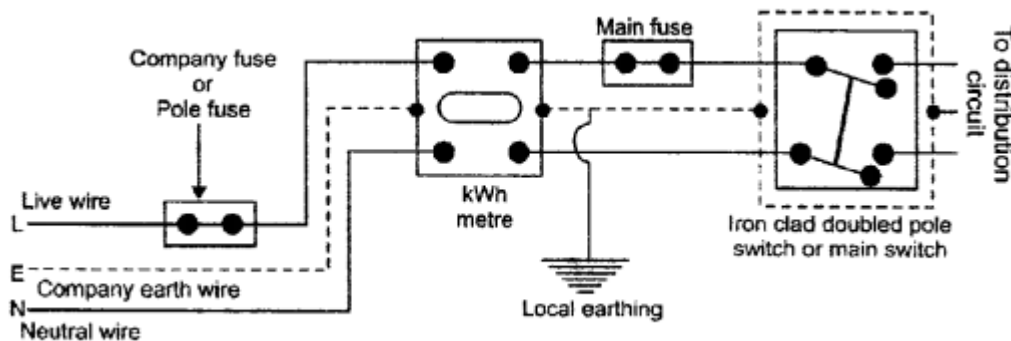 Company fuse
or
Pole fuse
Main fuse
To distribution
circuit
kWh
metre
Live wire
L
Iron clad doubled pole
switch or main switch
E
Company earth wire
Local earthing
N
Neutral wire